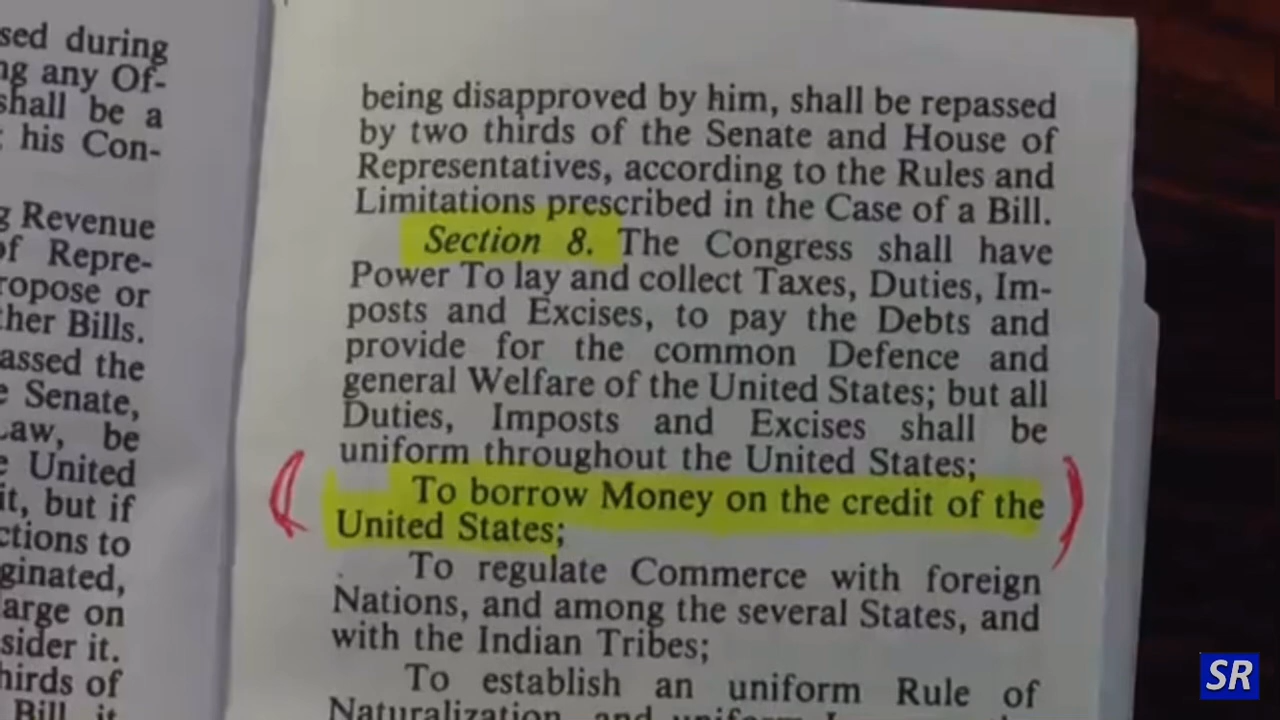 sed during
ng any Of-
shall be a
his Con-
g Revenue
of Repre-
ropose or
her Bills.
assed the
e Senate,
Law, be
e United
it, but if
ctions to
ginated,
arge on
sider it.
hirds of
Bill, it
being disapproved by him, shall be repassed
by two thirds of the Senate and House of
Representatives, according to the Rules and
Limitations prescribed in the Case of a Bill.
Section 8. The Congress shall have
Power To lay and collect Taxes, Duties, Im-
posts and Excises, to pay the Debts and
provide for the common Defence and
general Welfare of the United States; but all
Duties, Imposts and Excises shall be
uniform throughout the United States;
To borrow Money on the credit of the
United States;
To regulate Commerce with foreign
Nations, and among the several States, and
with the Indian Tribes;
To establish an uniform Rule of
Naturalization, and uniform
SR